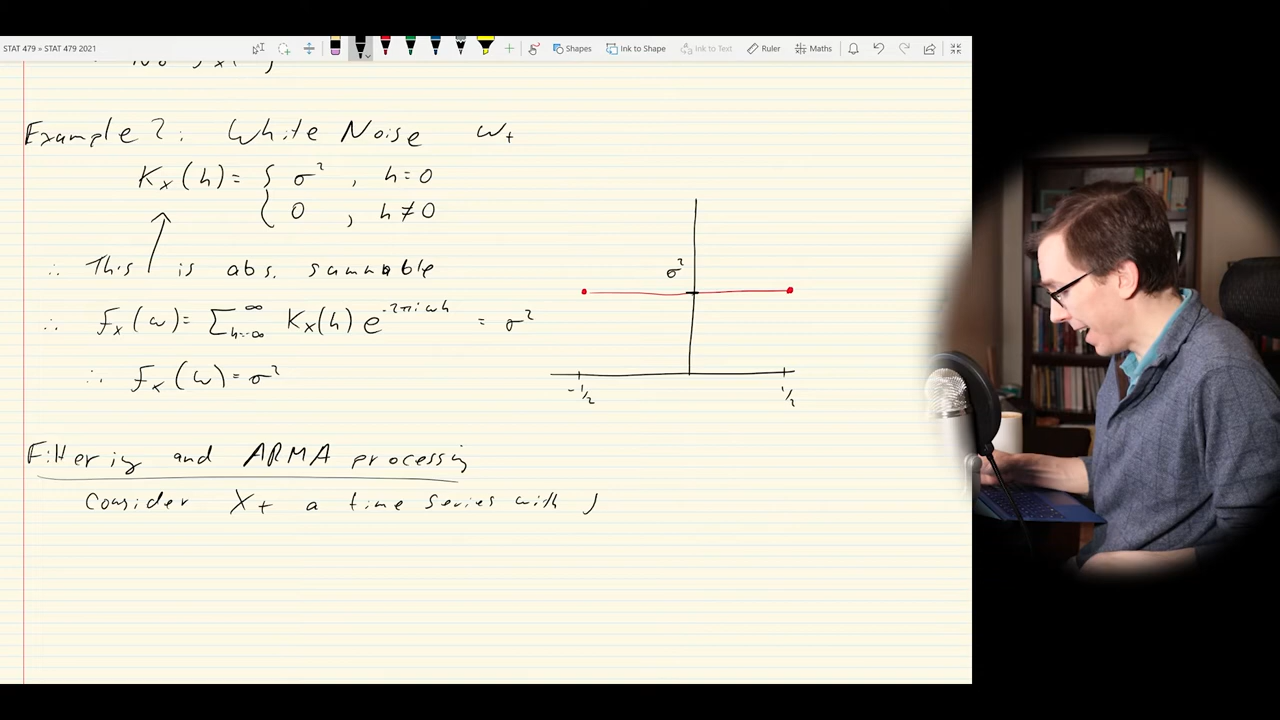 STAT 479 » STAT 479 2021
Shapes
Ink to Shape
Ink to Text
Ruler
Maths
Example 2: White Noise w_t
K_x(h) = { σ² , h=0
0 , h≠0
∴ This is abs. summable
∴ f_x(ω) = ∑_{h=-∞}^{∞} K_x(h) e^{-2πiωh} = σ²
∴ f_x(ω) = σ²
σ²
-1/2
1/2
Filtering and ARMA processing
Consider X_t a time series with